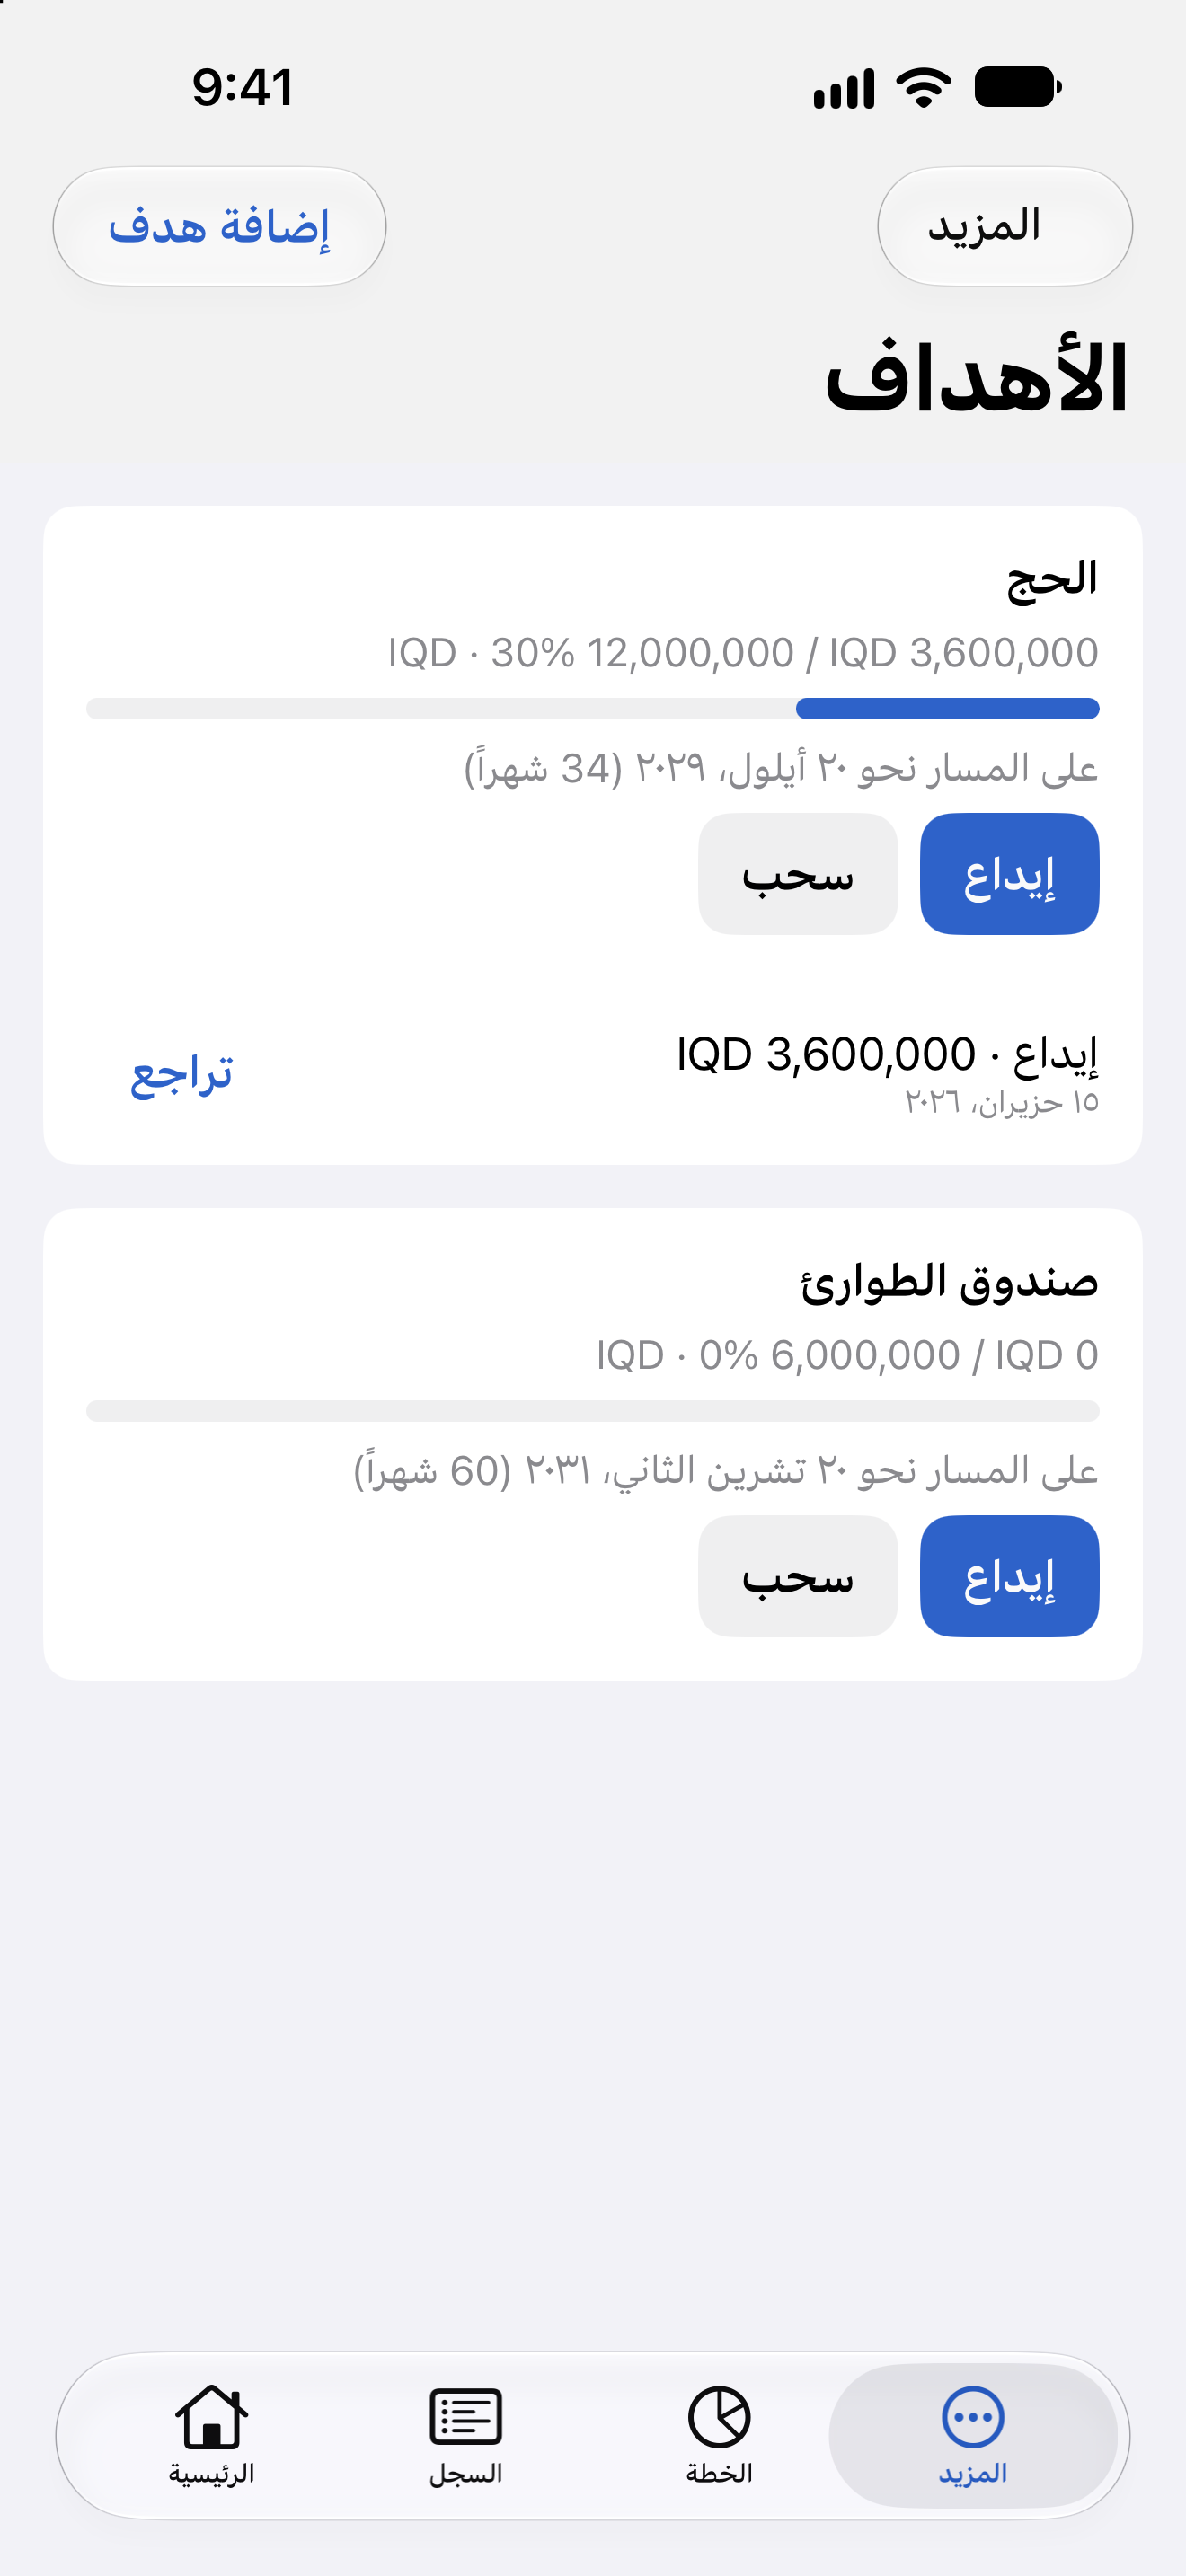 9:41
المزيد
إضافة هدف
الأهداف
الحج
IQD · 30% 12,000,000 / IQD 3,600,000
على المسار نحو ٢٠ أيلول، ٢٠٢٩ (34 شهراً)
إيداع
سحب
إيداع · IQD 3,600,000
١٥ حزيران، ٢٠٢٦
تراجع
صندوق الطوارئ
IQD · 0% 6,000,000 / IQD 0
على المسار نحو ٢٠ تشرين الثاني، ٢٠٣١ (60 شهراً)
إيداع
سحب
المزيد
الخطة
السجل
الرئيسية